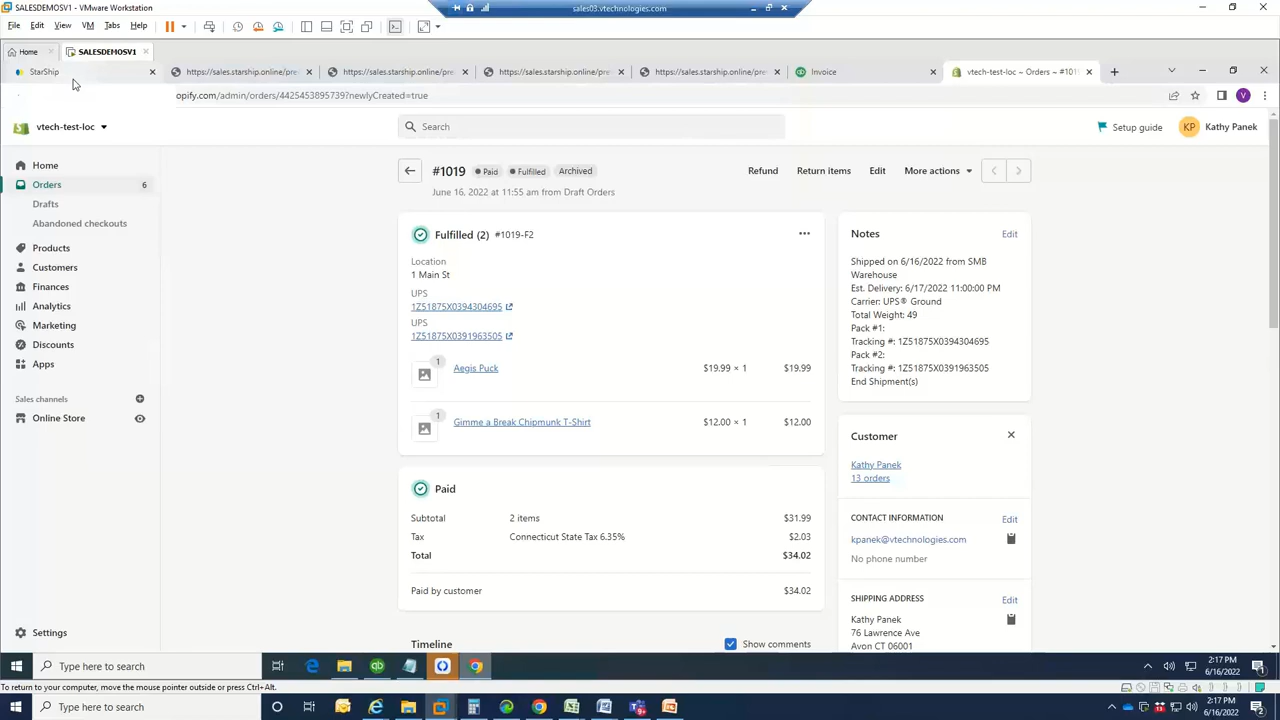 SALESDEMOSV1 - VMware Workstation
sales03.vtechnologies.com
File Edit View VM Tabs Help
Home SALESDEMOSV1
StarShip https://sales.starship.online/pre https://sales.starship.online/pre https://sales.starship.online/pre https://sales.starship.online/pre Invoice vtech-test-loc ~ Orders ~ #1019
opify.com/admin/orders/4425453895739?newlyCreated=true V
vtech-test-loc
Search
Setup guide
KP Kathy Panek
Home
Orders 6
Drafts
Abandoned checkouts
Products
Customers
Finances
Analytics
Marketing
Discounts
Apps
Sales channels
Online Store
Settings
#1019 Paid Fulfilled Archived
Refund Return items Edit More actions
June 16, 2022 at 11:55 am from Draft Orders
Fulfilled (2) #1019-F2
Location
1 Main St
UPS
1Z51875X0394304695
UPS
1Z51875X0391963505
1
Aegis Puck $19.99 × 1 $19.99
1
Gimme a Break Chipmunk T-Shirt $12.00 × 1 $12.00
Paid
Subtotal 2 items $31.99
Tax Connecticut State Tax 6.35% $2.03
Total $34.02
Paid by customer $34.02
Timeline Show comments
Notes Edit
Shipped on 6/16/2022 from SMB
Warehouse
Est. Delivery: 6/17/2022 11:00:00 PM
Carrier: UPS® Ground
Total Weight: 49
Pack #1:
Tracking #: 1Z51875X0394304695
Pack #2:
Tracking #: 1Z51875X0391963505
End Shipment(s)
Customer
Kathy Panek
13 orders
CONTACT INFORMATION Edit
kpanek@vtechnologies.com
No phone number
SHIPPING ADDRESS Edit
Kathy Panek
76 Lawrence Ave
Avon CT 06001
Type here to search
2:17 PM
6/16/2022
1
To return to your computer, move the mouse pointer outside or press Ctrl+Alt.
Type here to search
2:17 PM
6/16/2022
2